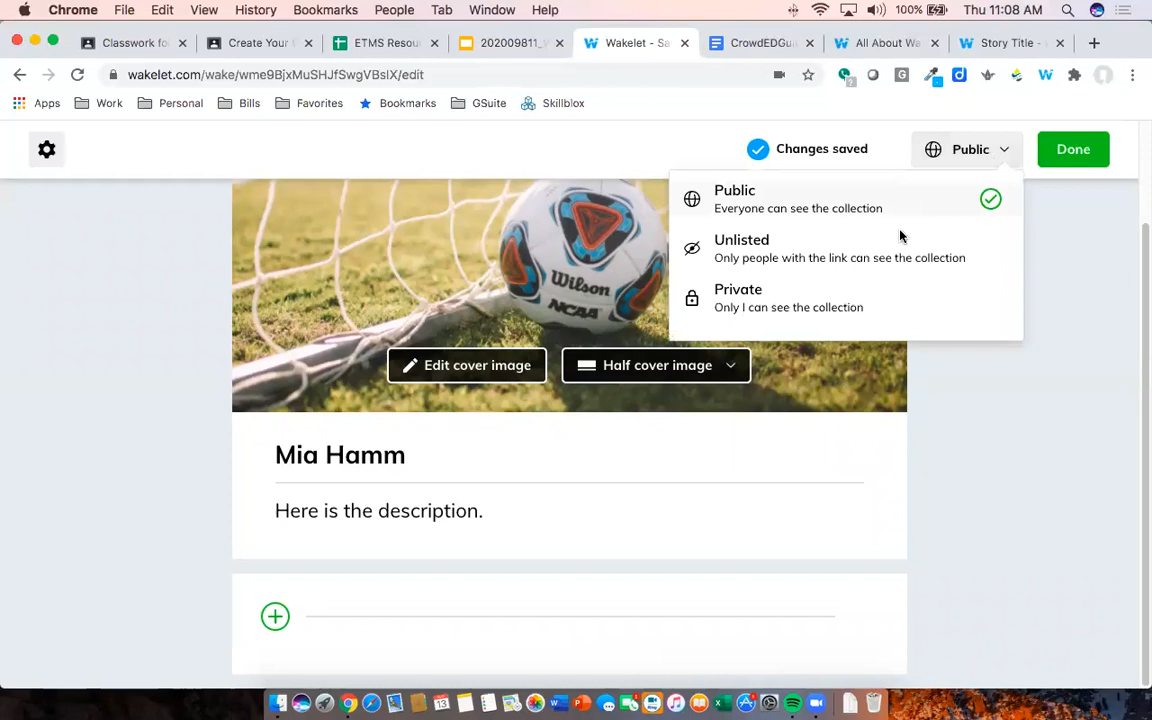 Chrome File Edit View History Bookmarks People Tab Window Help 100% Thu 11:08 AM
Classwork fo Create Your ETMS Resou 202009811_ Wakelet - Sa CrowdEDGu All About Wa Story Title -
wakelet.com/wake/wme9BjxMuSHJfSwgVBslX/edit
Apps Work Personal Bills Favorites Bookmarks GSuite Skillblox
Changes saved Public Done
Public
Everyone can see the collection
Unlisted
Only people with the link can see the collection
Private
Only I can see the collection
Wilson
NCAA
Edit cover image Half cover image
Mia Hamm
Here is the description.